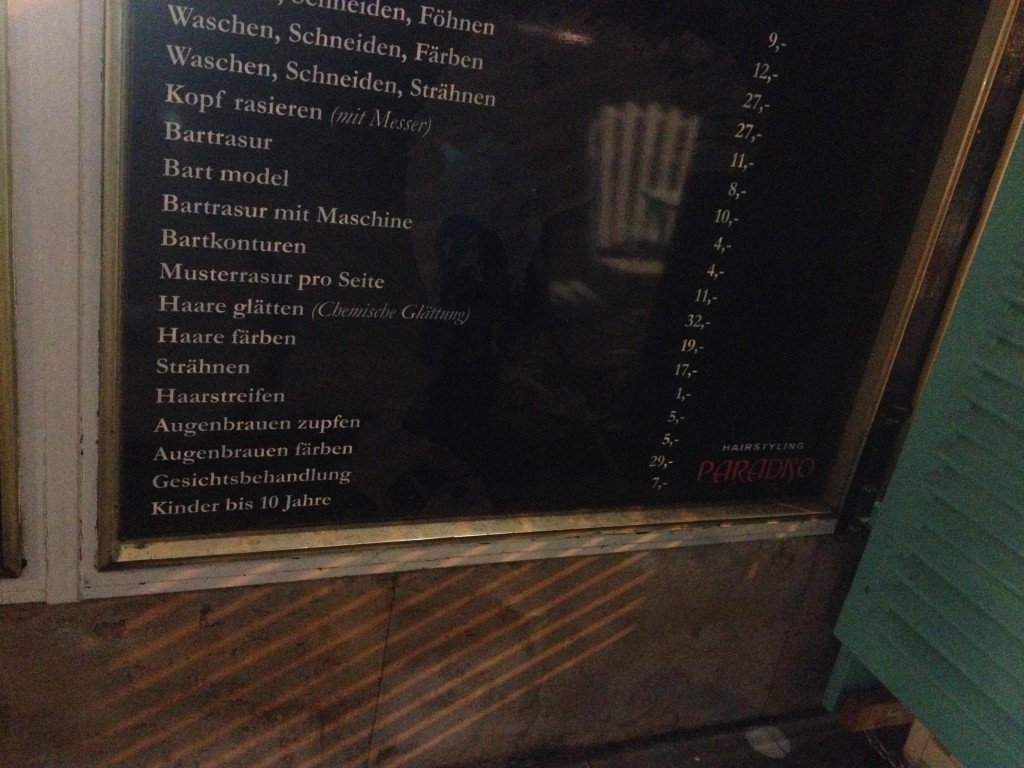 9,-
Schneiden, Föhnen 12,-
Waschen, Schneiden, Färben 27,-
Waschen, Schneiden, Strähnen 27,-
Kopf rasieren (mit Messer) 11,-
Bartrasur 8,-
Bart model 10,-
Bartrasur mit Maschine 4,-
Bartkonturen 4,-
Musterrasur pro Seite 11,-
Haare glätten (Chemische Glättung) 32,-
Haare färben 19,-
Strähnen 17,-
Haarstreifen 1,-
Augenbrauen zupfen 5,-
Augenbrauen färben 5,-
Gesichtsbehandlung 29,-
Kinder bis 10 Jahre 7,-
HAIRSTYLING
PARADISO